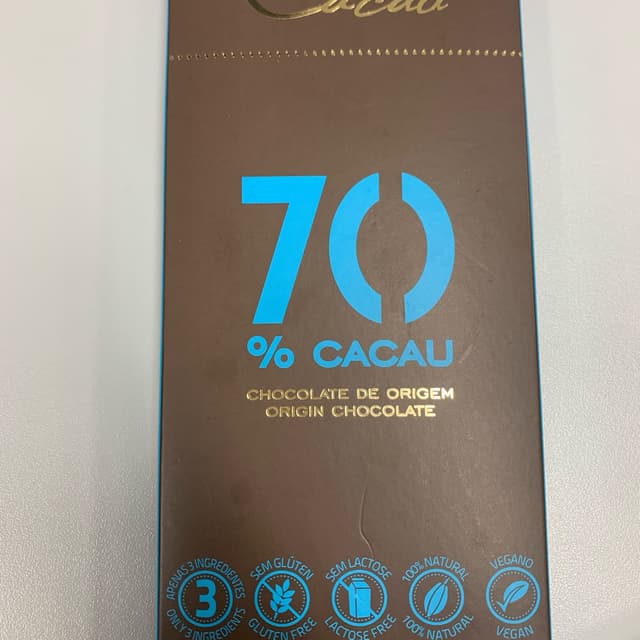 Cacau
70
% CACAU
CHOCOLATE DE ORIGEM
ORIGIN CHOCOLATE
APENAS 3 INGREDIENTES
3
ONLY 3 INGREDIENTS
SEM GLÚTEN
GLUTEN FREE
SEM LACTOSE
LACTOSE FREE
100% NATURAL
100% NATURAL
VEGANO
VEGAN